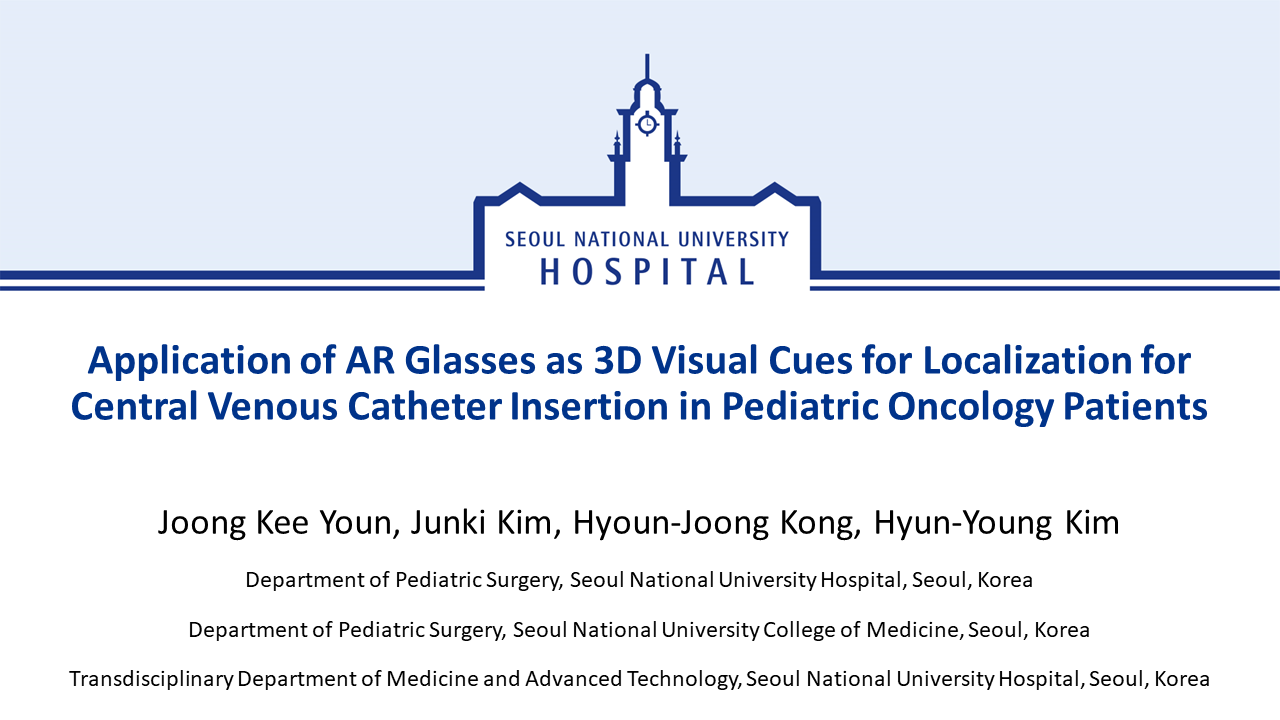 SEOUL NATIONAL UNIVERSITY
HOSPITAL
Application of AR Glasses as 3D Visual Cues for Localization for
Central Venous Catheter Insertion in Pediatric Oncology Patients
Joong Kee Youn, Junki Kim, Hyoun-Joong Kong, Hyun-Young Kim
Department of Pediatric Surgery, Seoul National University Hospital, Seoul, Korea
Department of Pediatric Surgery, Seoul National University College of Medicine, Seoul, Korea
Transdisciplinary Department of Medicine and Advanced Technology, Seoul National University Hospital, Seoul, Korea